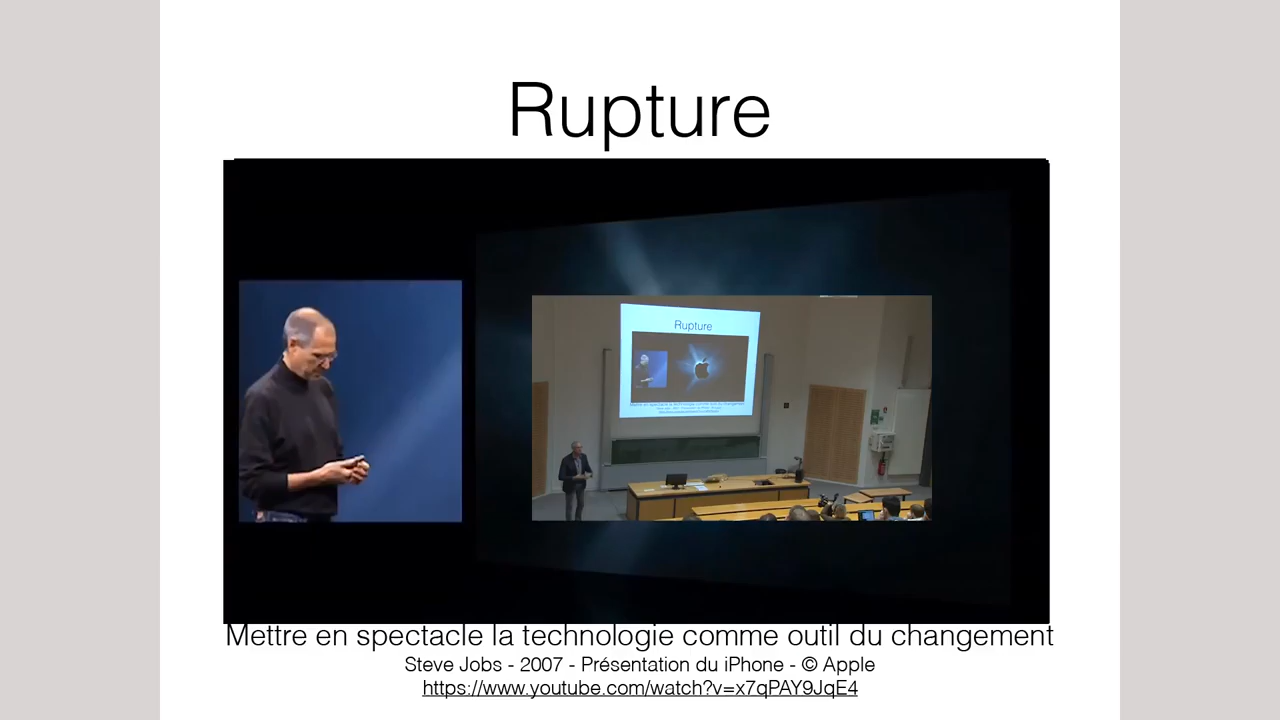 Rupture
Rupture
Mettre en spectacle la technologie comme outil du changement
Steve Jobs - 2007 - Présentation du iPhone - © Apple
https://www.youtube.com/watch?v=x7qPAY9JqE4